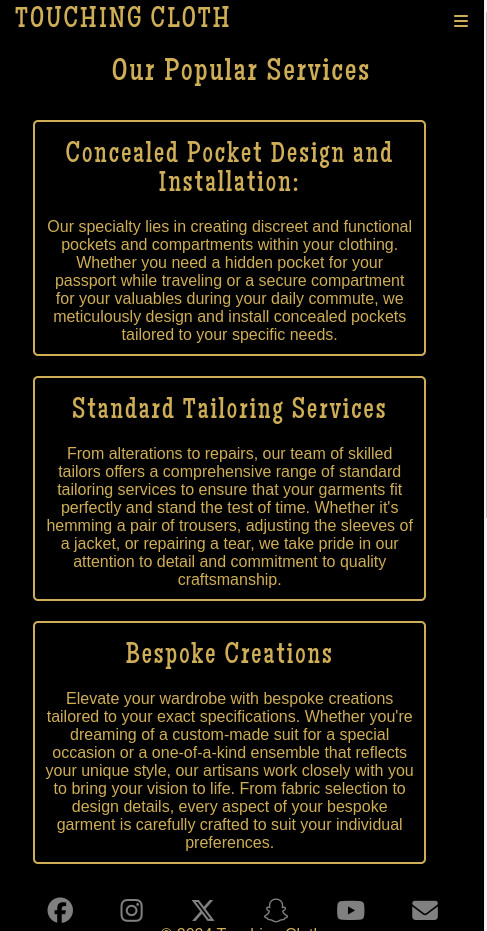 TOUCHING CLOTH
Our Popular Services
Concealed Pocket Design and
Installation:
Our specialty lies in creating discreet and functional
pockets and compartments within your clothing.
Whether you need a hidden pocket for your
passport while traveling or a secure compartment
for your valuables during your daily commute, we
meticulously design and install concealed pockets
tailored to your specific needs.
Standard Tailoring Services
From alterations to repairs, our team of skilled
tailors offers a comprehensive range of standard
tailoring services to ensure that your garments fit
perfectly and stand the test of time. Whether it's
hemming a pair of trousers, adjusting the sleeves of
a jacket, or repairing a tear, we take pride in our
attention to detail and commitment to quality
craftsmanship.
Bespoke Creations
Elevate your wardrobe with bespoke creations
tailored to your exact specifications. Whether you're
dreaming of a custom-made suit for a special
occasion or a one-of-a-kind ensemble that reflects
your unique style, our artisans work closely with you
to bring your vision to life. From fabric selection to
design details, every aspect of your bespoke
garment is carefully crafted to suit your individual
preferences.
© 2024 Touching Cloth